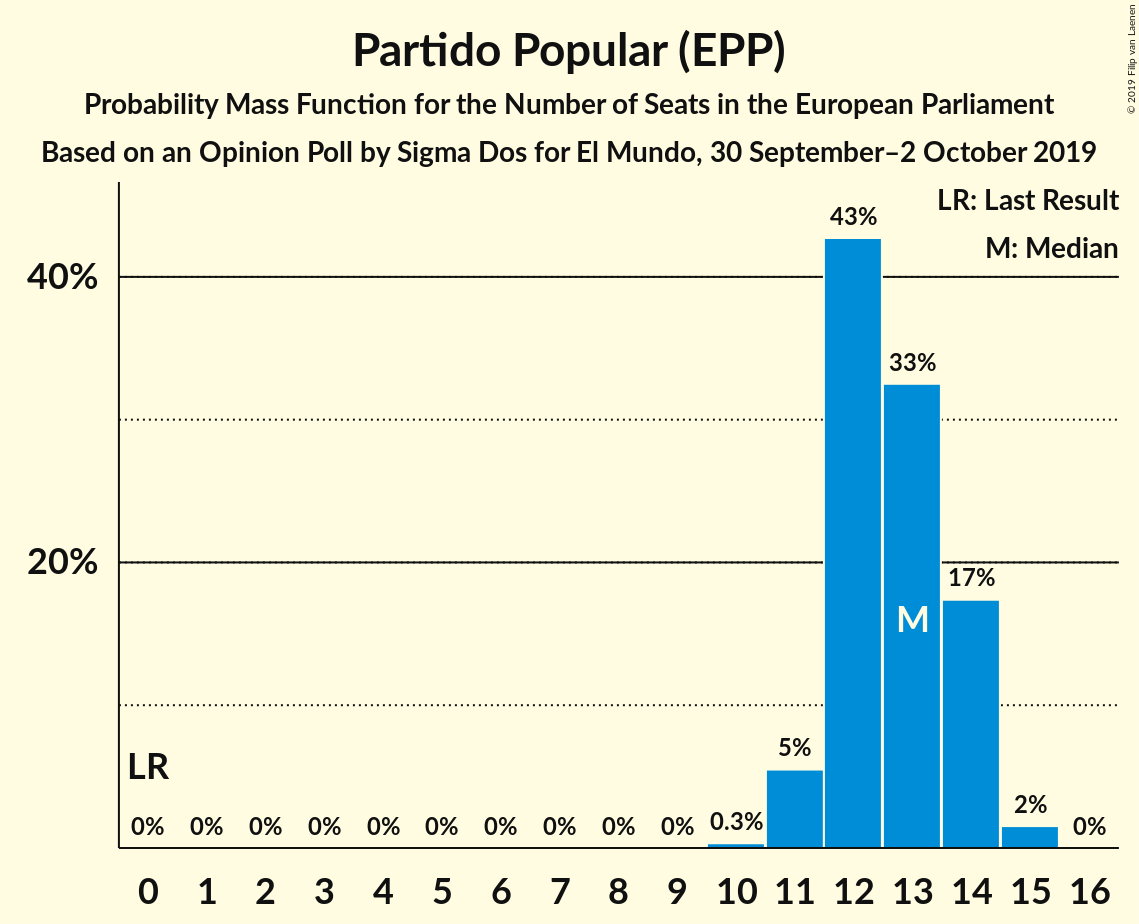 Partido Popular (EPP)
Probability Mass Function for the Number of Seats in the European Parliament
Based on an Opinion Poll by Sigma Dos for El Mundo, 30 September–2 October 2019
© 2019 Filip van Laenen
LR: Last Result
M: Median
43%
40%
33%
20%
17%
M
5%
LR
2%
0% 0% 0% 0% 0% 0% 0% 0% 0% 0% 0.3% 0%
0 1 2 3 4 5 6 7 8 9 10 11 12 13 14 15 16